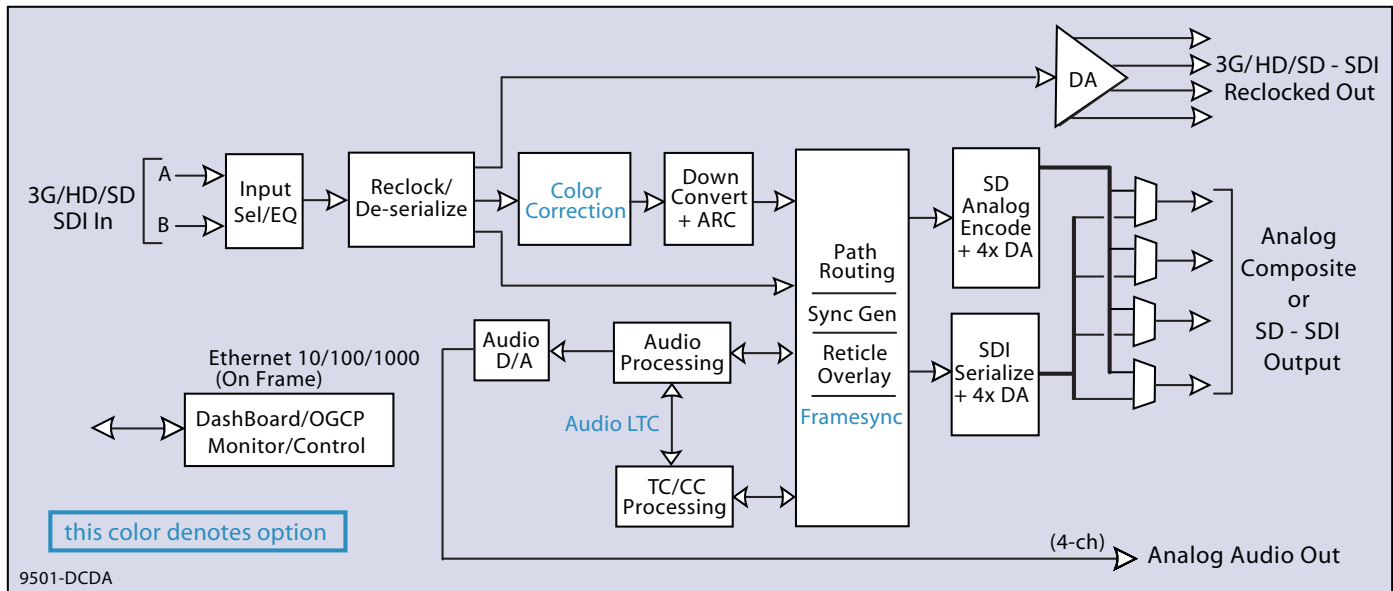 DA
3G/HD/SD - SDI
Reclocked Out
3G/HD/SD
SDI In
A
B
Input
Sel/EQ
Reclock/
De-serialize
Color
Correction
Down
Convert
+ ARC
Path
Routing
Sync Gen
Reticle
Overlay
Framesync
SD
Analog
Encode
+ 4x DA
SDI
Serialize
+ 4x DA
Analog
Composite
or
SD - SDI
Output
Audio
D/A
Audio
Processing
Audio LTC
TC/CC
Processing
Ethernet 10/100/1000
(On Frame)
DashBoard/OGCP
Monitor/Control
this color denotes option
(4-ch)
Analog Audio Out
9501-DCDA